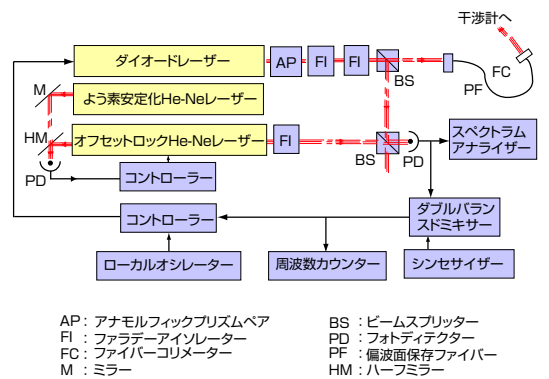 干渉計へ
ダイオードレーザー
AP
FI
FI
BS
PF
FC
M
よう素安定化He-Neレーザー
HM
オフセットロックHe-Neレーザー
FI
BS
PD
スペクトラム
アナライザー
PD
コントローラー
コントローラー
ダブルバラン
スドミキサー
ローカルオシレーター
周波数カウンター
シンセサイザー
AP：アナモルフィックプリズムペア
FI：ファラデーアイソレーター
FC：ファイバーコリメーター
M：ミラー
BS：ビームスプリッター
PD：フォトディテクター
PF：偏波面保存ファイバー
HM：ハーフミラー